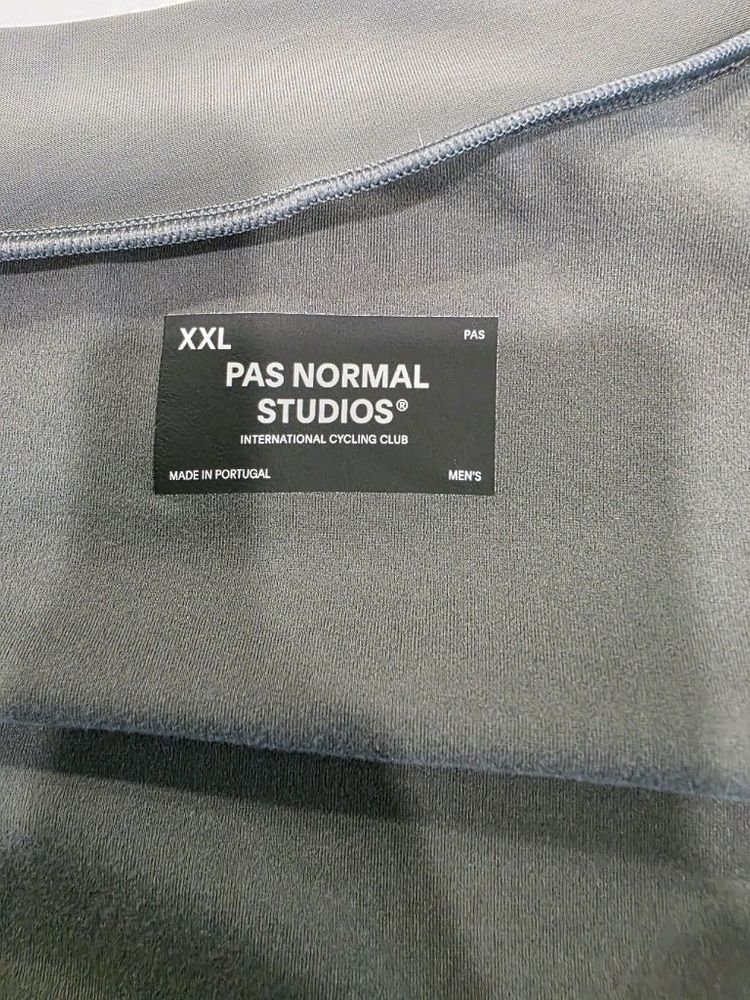 XXL PAS
PAS NORMAL
STUDIOS®
INTERNATIONAL CYCLING CLUB
MADE IN PORTUGAL MEN'S